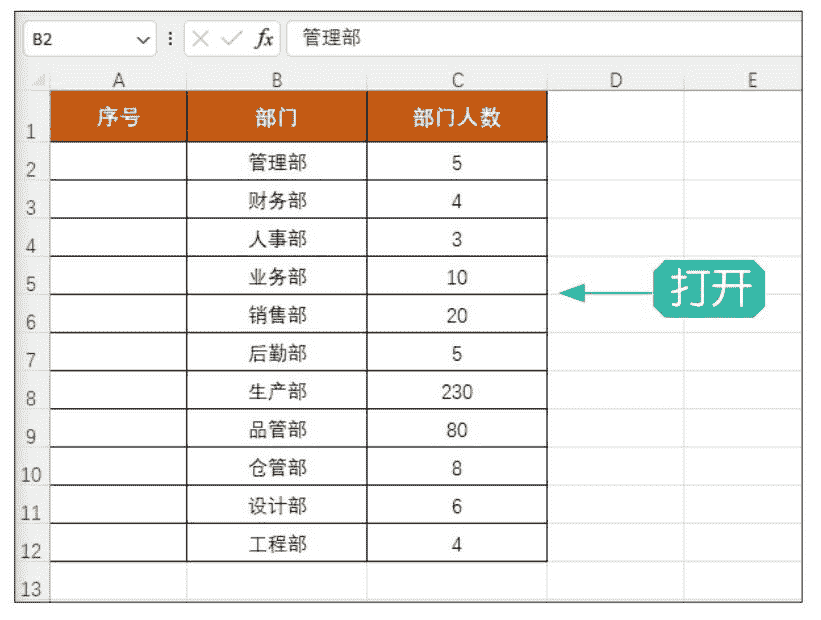 B2 fx 管理部
A B C D E
1 序号 部门 部门人数
2 管理部 5
3 财务部 4
4 人事部 3
5 业务部 10
打开
6 销售部 20
7 后勤部 5
8 生产部 230
9 品管部 80
10 仓管部 8
11 设计部 6
12 工程部 4
13